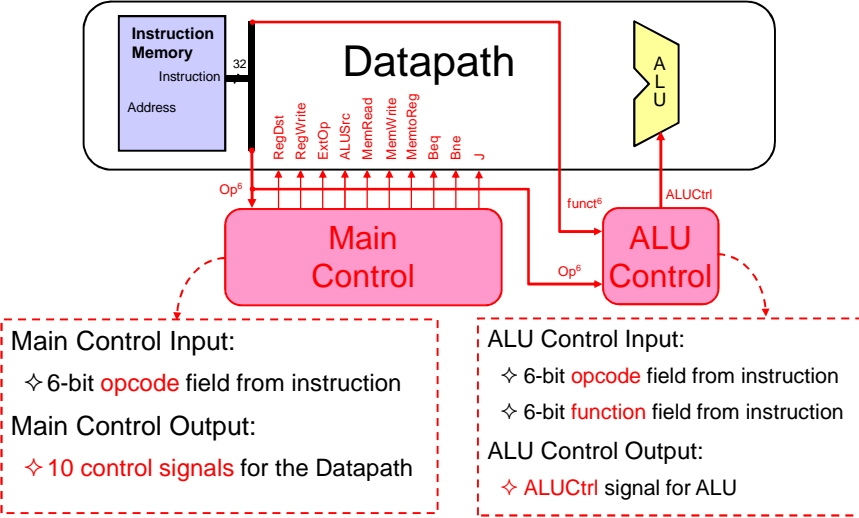 Instruction
Memory
Instruction
Address
32
Datapath
A
L
U
RegDst
RegWrite
ExtOp
ALUSrc
MemRead
MemWrite
MemtoReg
Beq
Bne
J
Op6
funct6
ALUCtrl
Main
Control
ALU
Control
Op6
Main Control Input:
✧ 6-bit opcode field from instruction
Main Control Output:
✧ 10 control signals for the Datapath
ALU Control Input:
✧ 6-bit opcode field from instruction
✧ 6-bit function field from instruction
ALU Control Output:
✧ ALUCtrl signal for ALU